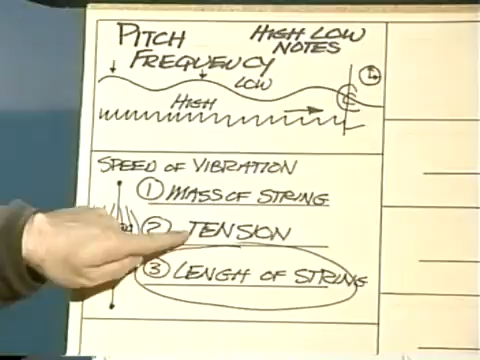 PITCH
HIGH LOW
NOTES
FREQUENCY
LOW
HIGH
SPEED OF VIBRATION
1 MASS OF STRING
2 TENSION
3 LENGH OF STRING